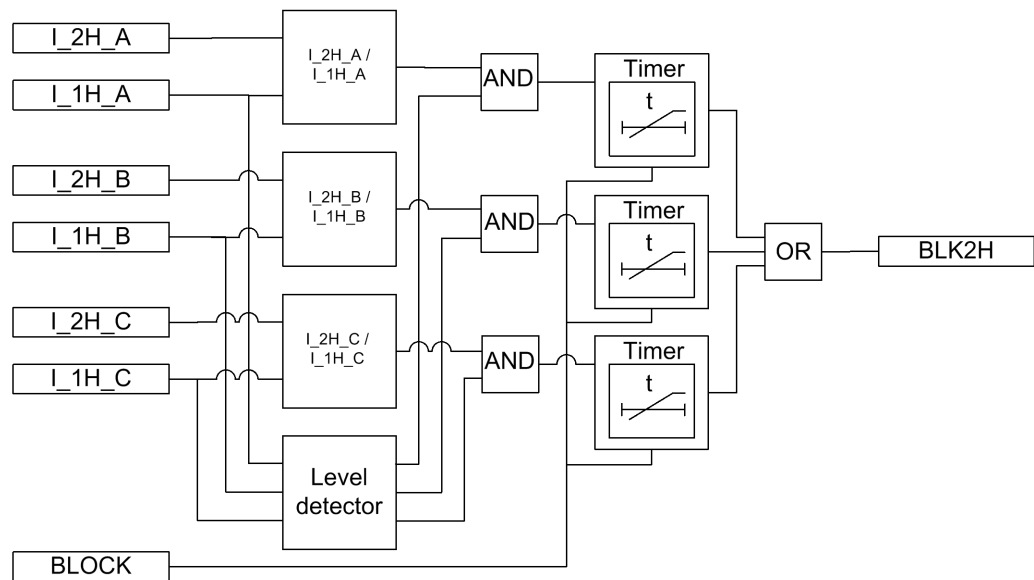 I_2H_A
I_1H_A
I_2H_A /
I_1H_A
AND
Timer
t
I_2H_B
I_1H_B
I_2H_B /
I_1H_B
AND
Timer
t
OR
BLK2H
I_2H_C
I_1H_C
I_2H_C /
I_1H_C
AND
Timer
t
Level
detector
BLOCK